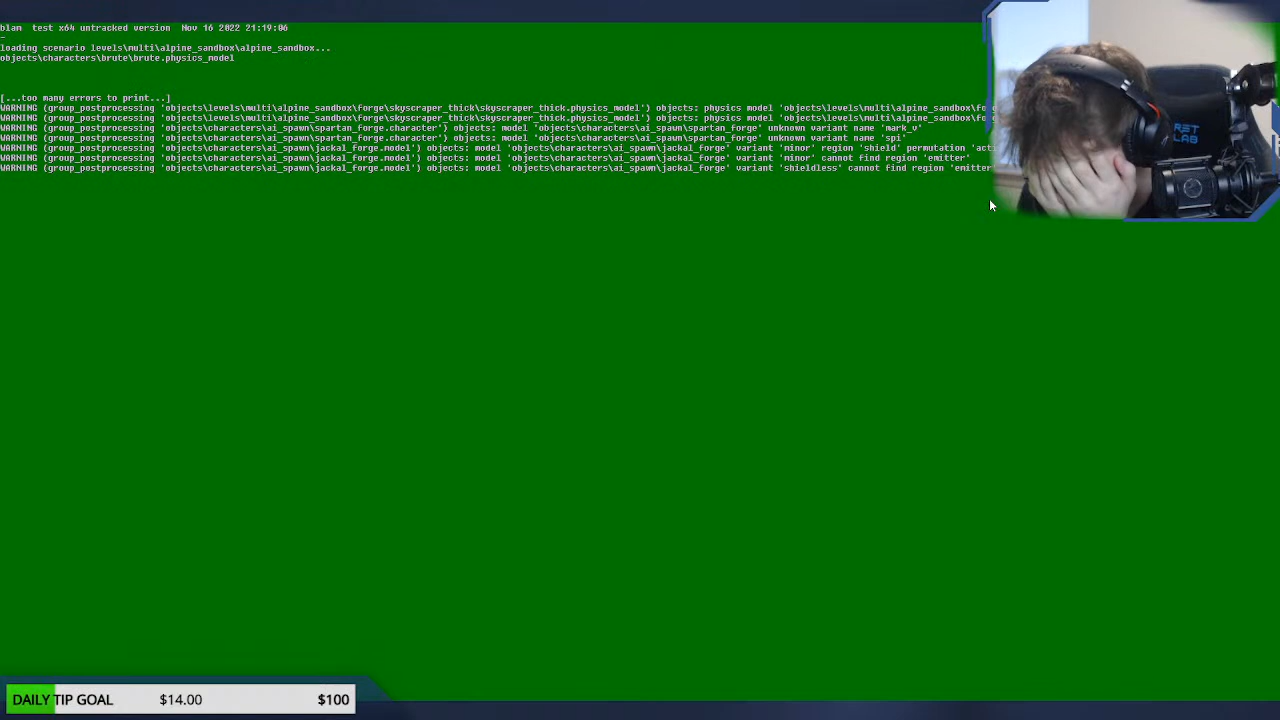 blam  test x64 untracked version  Nov 16 2022 21:19:06
-
loading scenario levels\multi\alpine_sandbox\alpine_sandbox...
objects\characters\brute\brute.physics_model
[...too many errors to print...]
WARNING (group_postprocessing 'objects\levels\multi\alpine_sandbox\forge\skyscraper_thick\skyscraper_thick.physics_model') objects: physics model 'objects\levels\multi\alpine_sandbox\fo
WARNING (group_postprocessing 'objects\levels\multi\alpine_sandbox\forge\skyscraper_thick\skyscraper_thick.physics_model') objects: physics model 'objects\levels\multi\alpine_sandbox\fo
WARNING (group_postprocessing 'objects\characters\ai_spawn\spartan_forge.character') objects: model 'objects\characters\ai_spawn\spartan_forge' unknown variant name 'mark_v'
WARNING (group_postprocessing 'objects\characters\ai_spawn\spartan_forge.character') objects: model 'objects\characters\ai_spawn\spartan_forge' unknown variant name 'spi'
WARNING (group_postprocessing 'objects\characters\ai_spawn\jackal_forge.model') objects: model 'objects\characters\ai_spawn\jackal_forge' variant 'minor' region 'shield' permutation 'acti
WARNING (group_postprocessing 'objects\characters\ai_spawn\jackal_forge.model') objects: model 'objects\characters\ai_spawn\jackal_forge' variant 'minor' cannot find region 'emitter'
WARNING (group_postprocessing 'objects\characters\ai_spawn\jackal_forge.model') objects: model 'objects\characters\ai_spawn\jackal_forge' variant 'shieldless' cannot find region 'emitter
LAB
DAILY TIP GOAL $14.00 $100